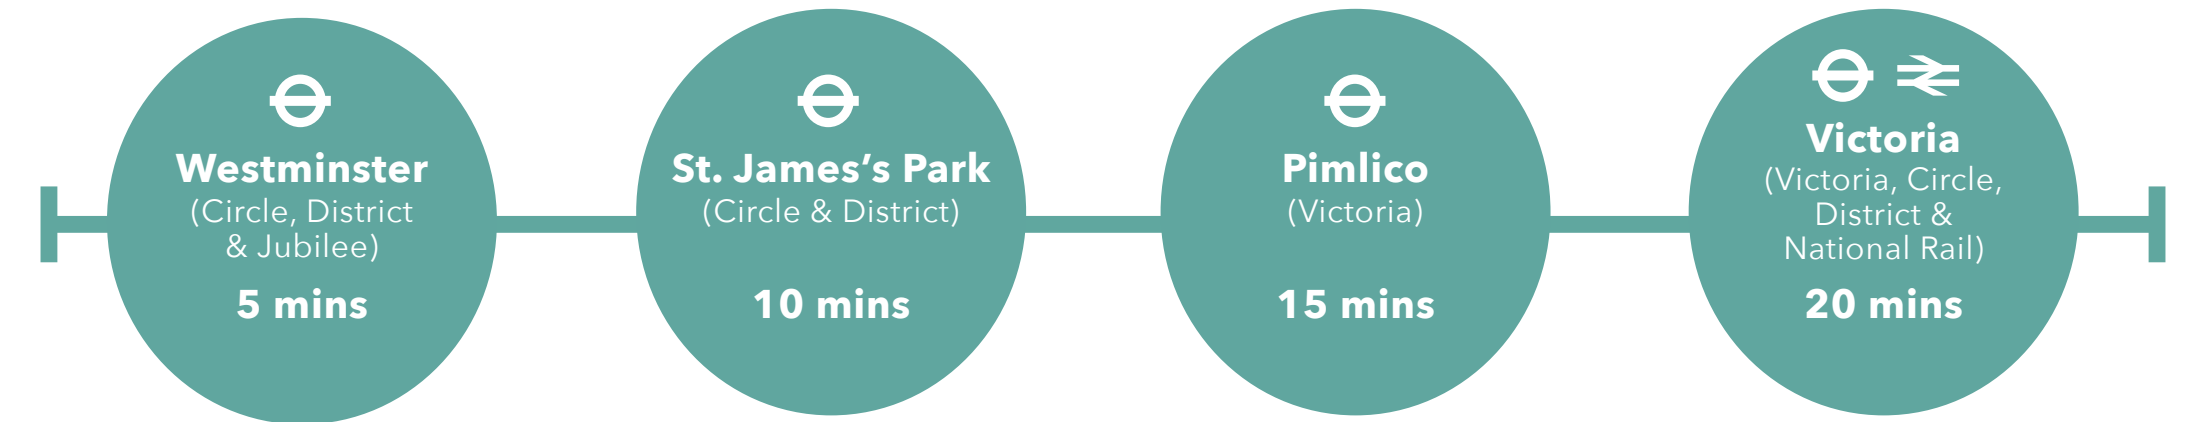 Westminster
(Circle, District
& Jubilee)
5 mins
St. James‘s Park
(Circle & District)
10 mins
Pimlico
(Victoria)
15 mins
Victoria
(Victoria, Circle,
District &
National Rail)
20 mins